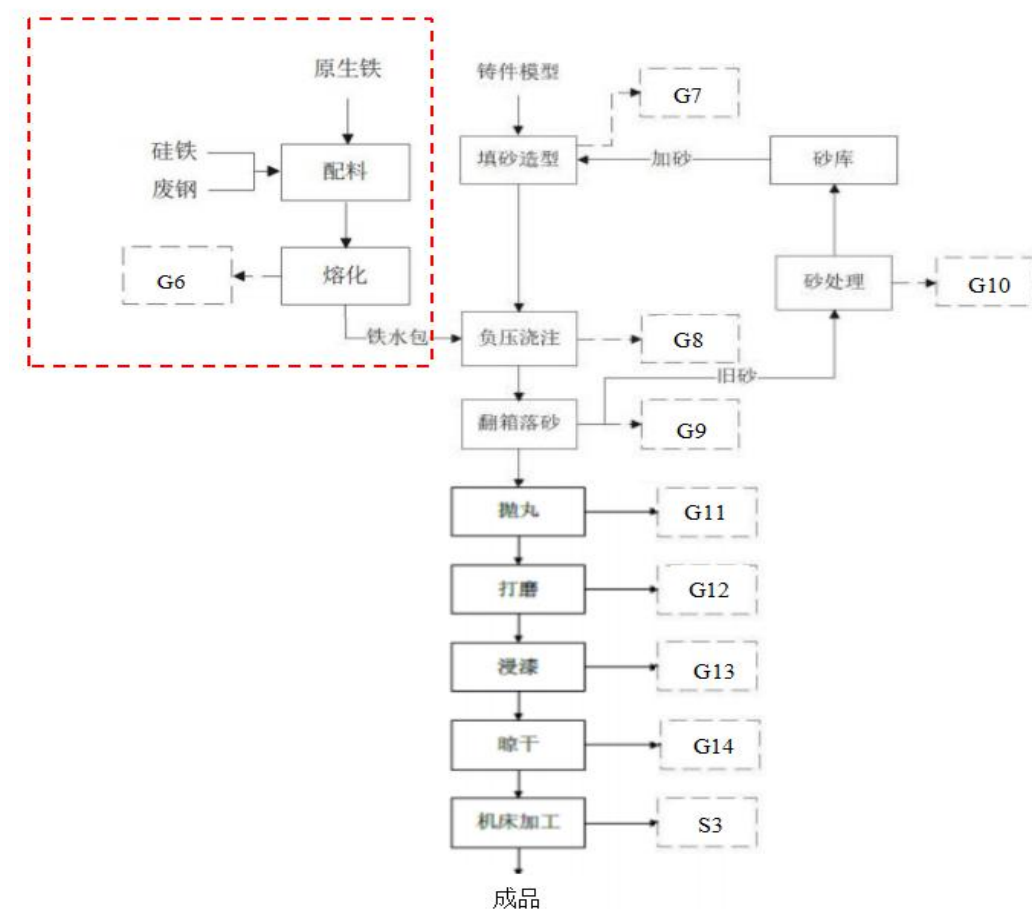 原生铁
铸件模型
G7
硅铁
废钢
配料
填砂造型
加砂
砂库
G6
熔化
砂处理
G10
铁水包
负压浇注
G8
旧砂
翻箱落砂
G9
抛丸
G11
打磨
G12
浸漆
G13
晾干
G14
机床加工
S3
成品